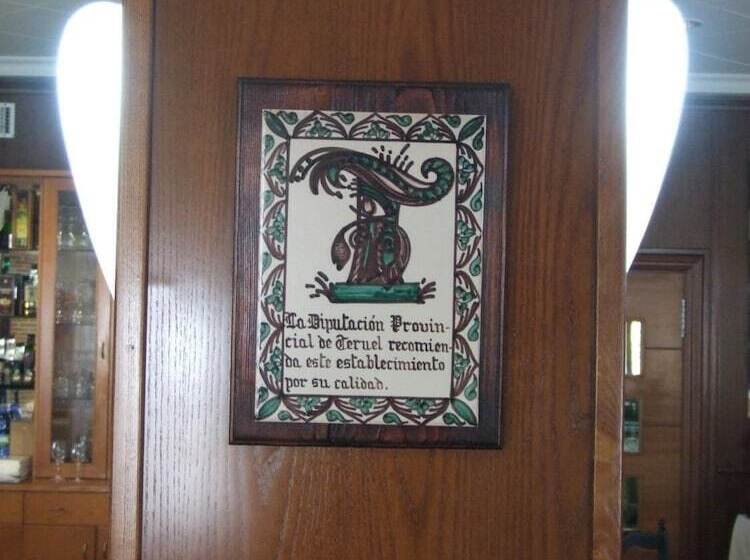 La Diputación Provin-
cial de Teruel recomien-
da este establecimiento
por su calidad.